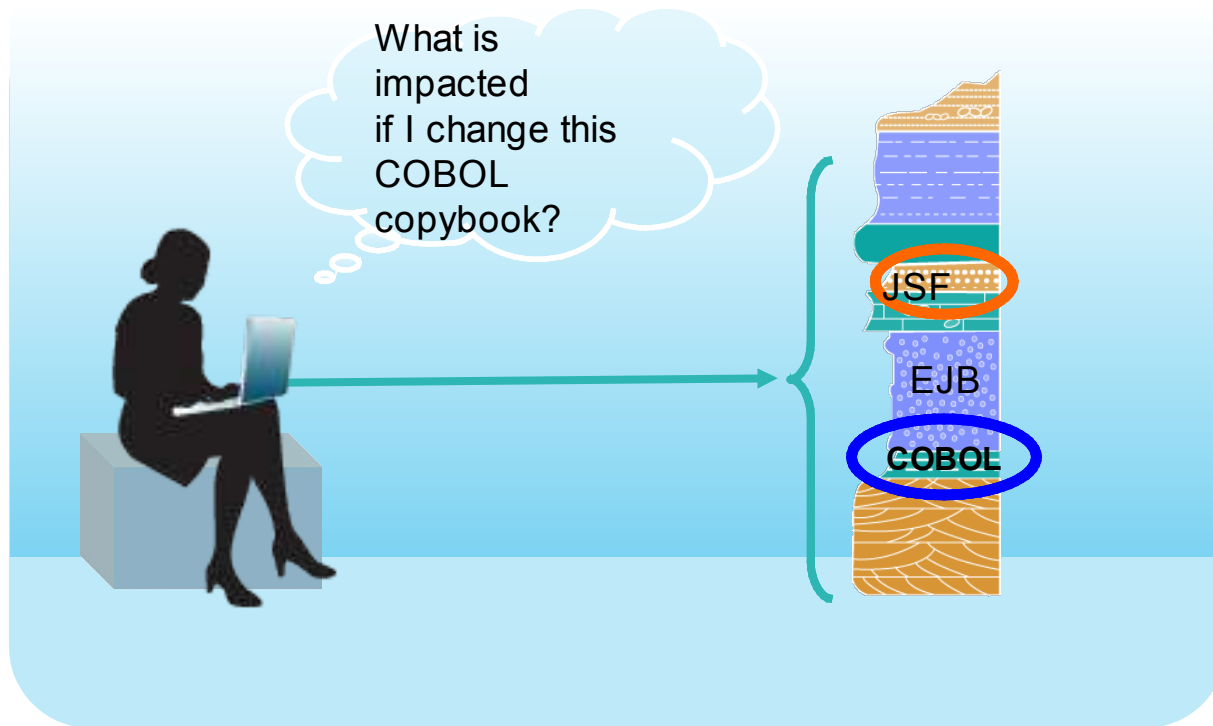 What is
impacted
if I change this
COBOL
copybook?
JSF
EJB
COBOL